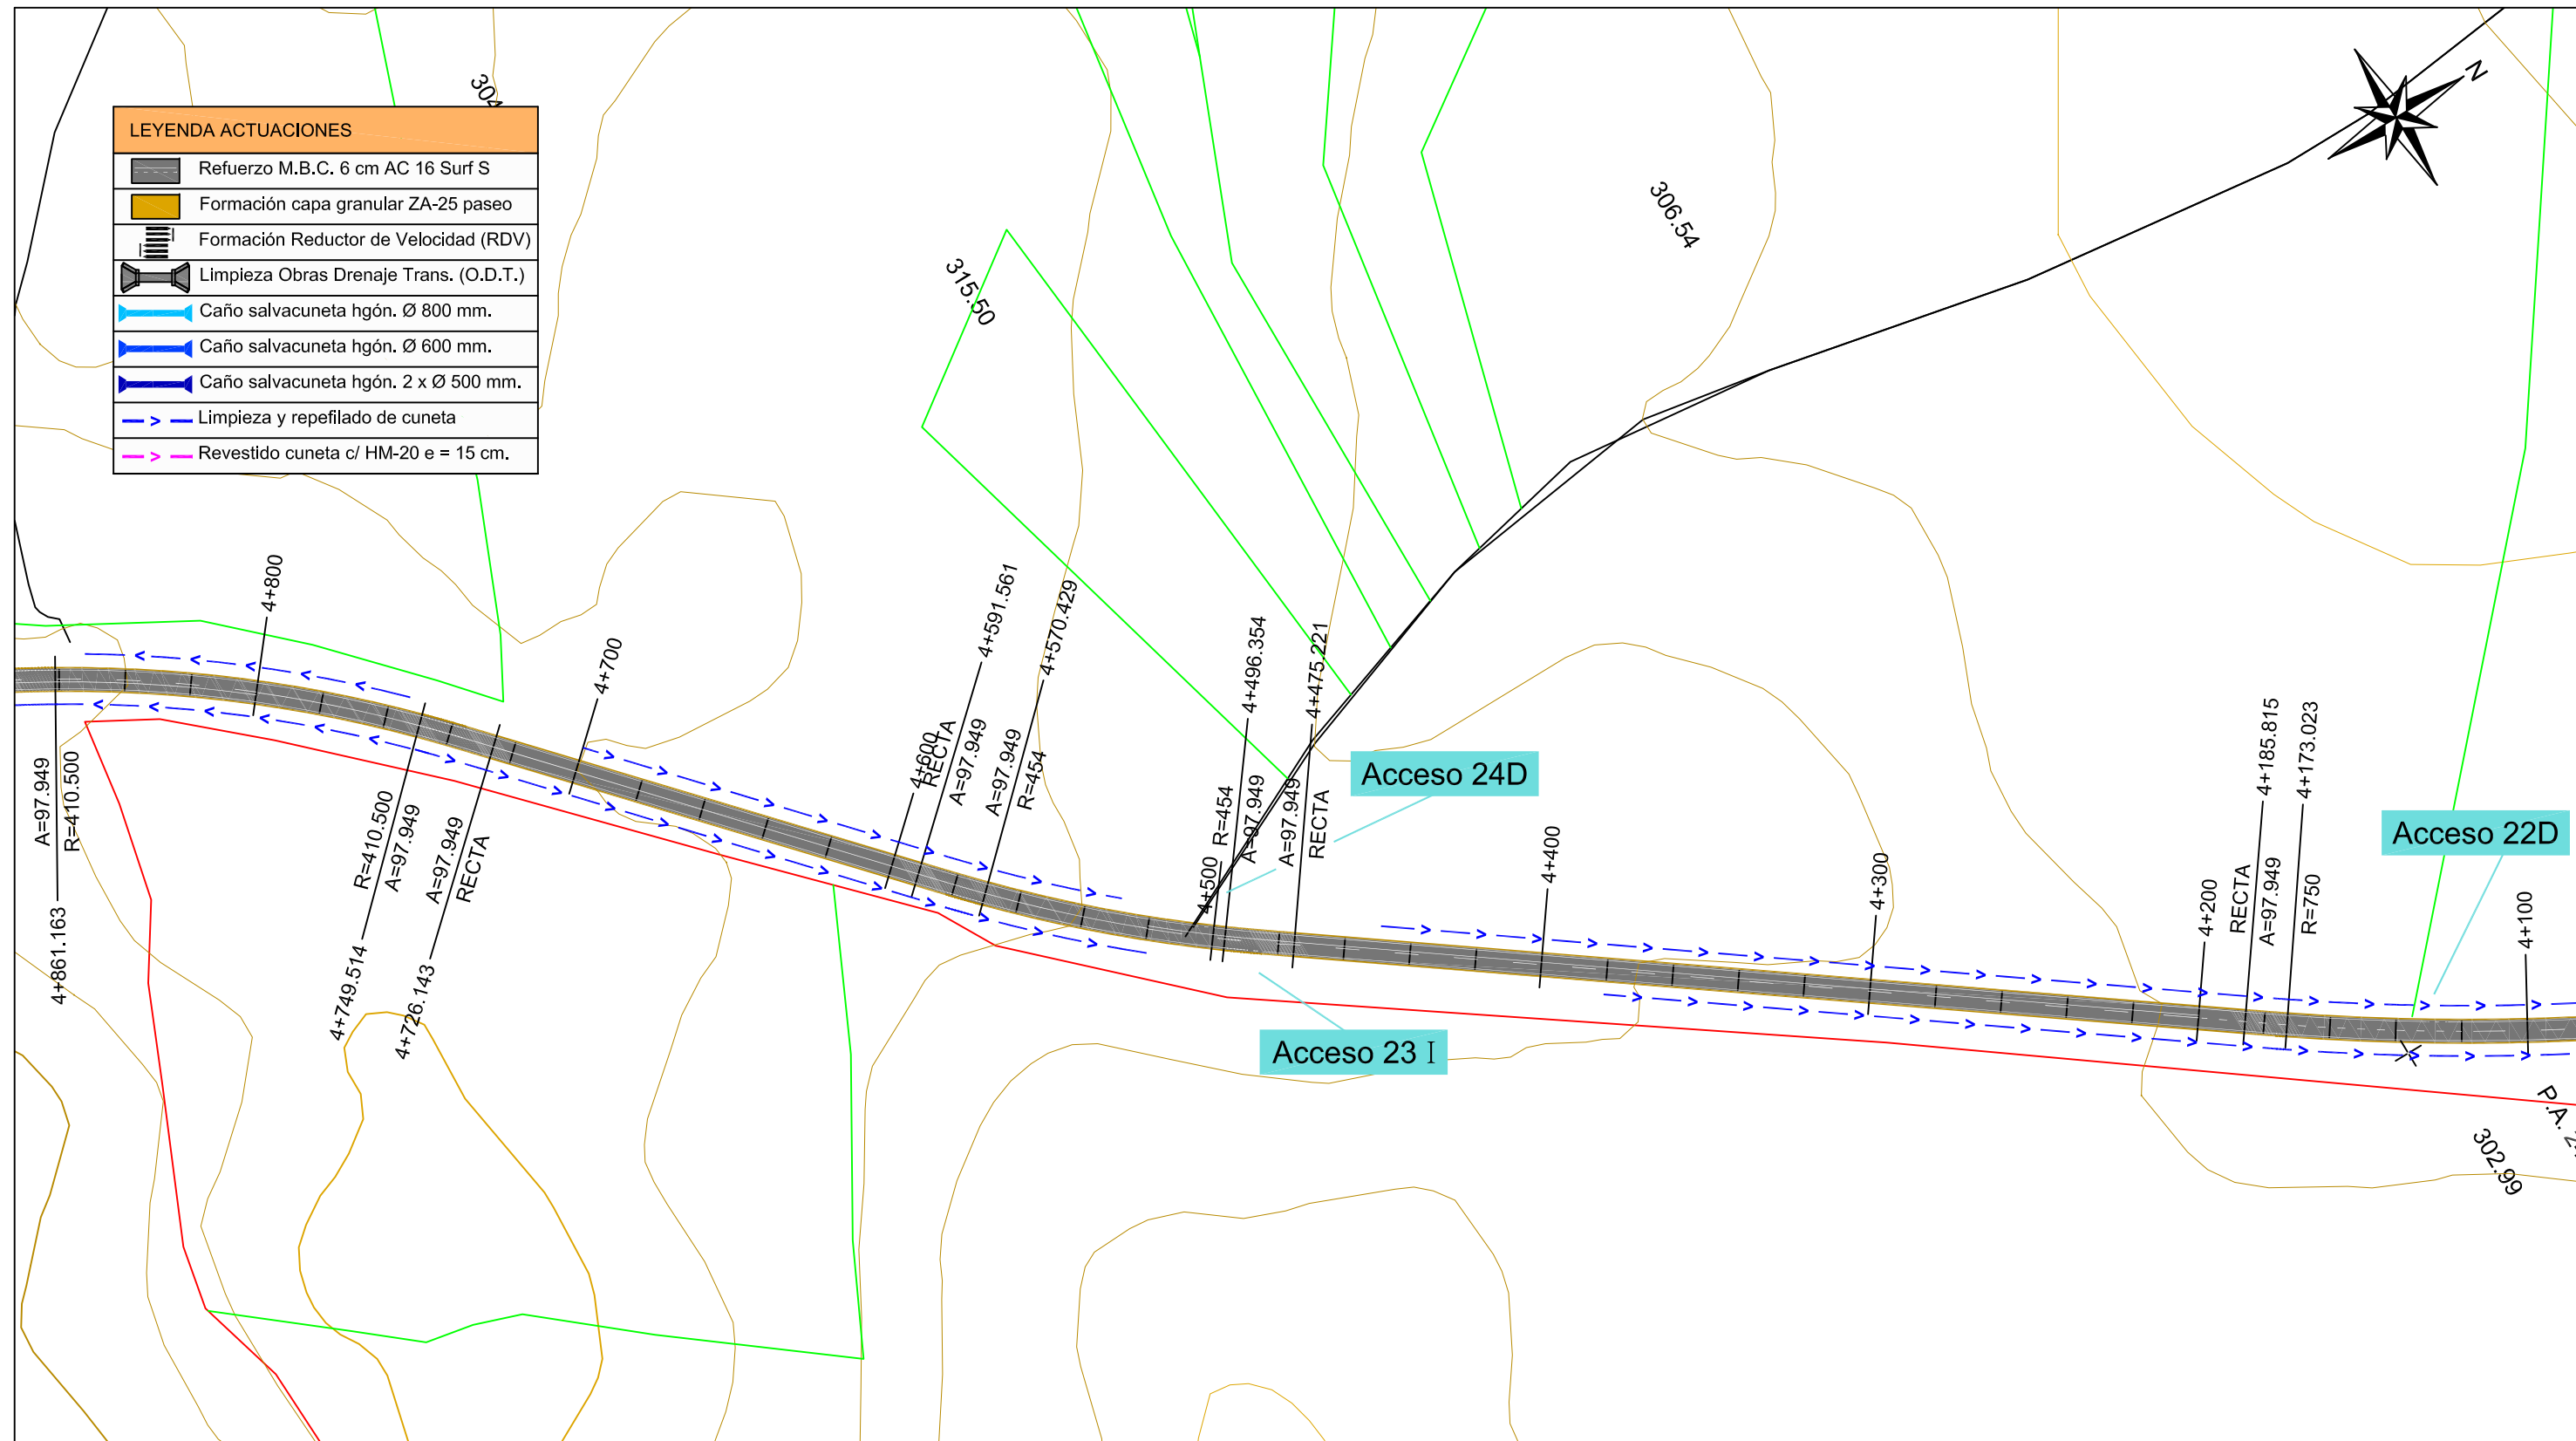 304
N
LEYENDA ACTUACIONES
Refuerzo M.B.C. 6 cm AC 16 Surf S
Formación capa granular ZA-25 paseo
Formación Reductor de Velocidad (RDV)
Limpieza Obras Drenaje Trans. (O.D.T.)
Caño salvacuneta hgón. Ø 800 mm.
Caño salvacuneta hgón. Ø 600 mm.
Caño salvacuneta hgón. 2 x Ø 500 mm.
Limpieza y repefilado de cuneta
Revestido cuneta c/ HM-20 e = 15 cm.
315.50
306.54
A=97.949
R=410.500
4+861.163
4+800
R=410.500
A=97.949
4+749.514
A=97.949
RECTA
4+726.143
4+700
4+600
RECTA
A=97.949
4+591.561
A=97.949
R=454
4+570.429
4+500
R=454
A=97.949
4+496.354
A=97.949
RECTA
4+475.221
Acceso 24D
Acceso 23 I
4+400
4+300
4+200
RECTA
A=97.949
4+185.815
R=750
4+173.023
Acceso 22D
4+100
P.A.
302.99